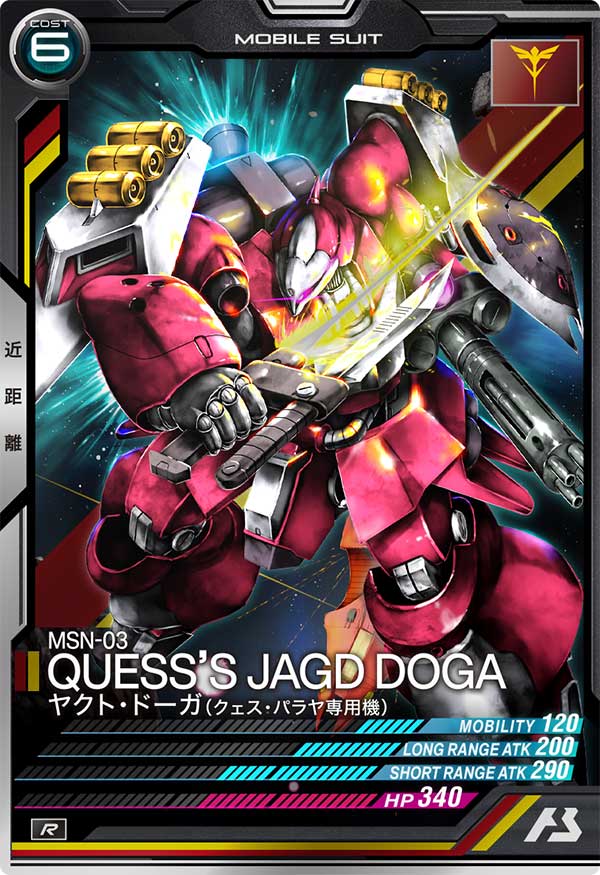 COST
6
MOBILE SUIT
近距離
MSN-03
QUESS'S JAGD DOGA
ヤクト・ドーガ(クェス・パラヤ専用機)
MOBILITY 120
LONG RANGE ATK 200
SHORT RANGE ATK 290
HP 340
R